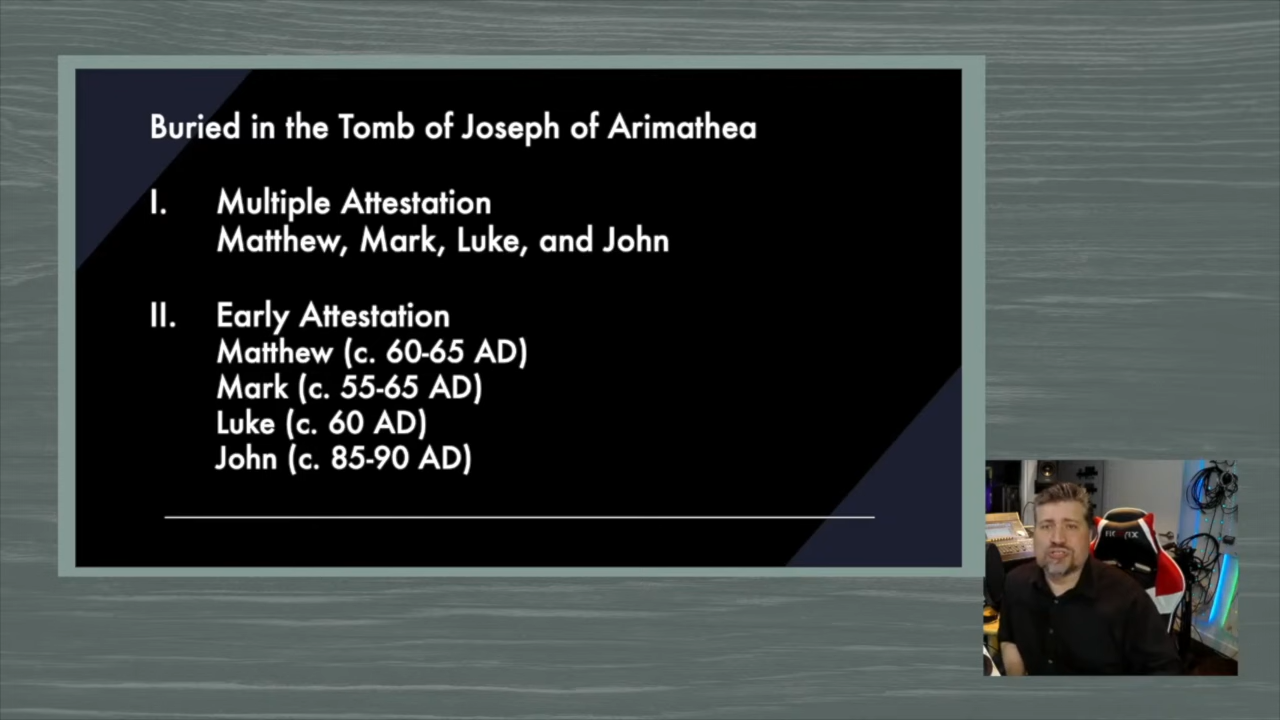 Buried in the Tomb of Joseph of Arimathea
I. Multiple Attestation
Matthew, Mark, Luke, and John
II. Early Attestation
Matthew (c. 60-65 AD)
Mark (c. 55-65 AD)
Luke (c. 60 AD)
John (c. 85-90 AD)